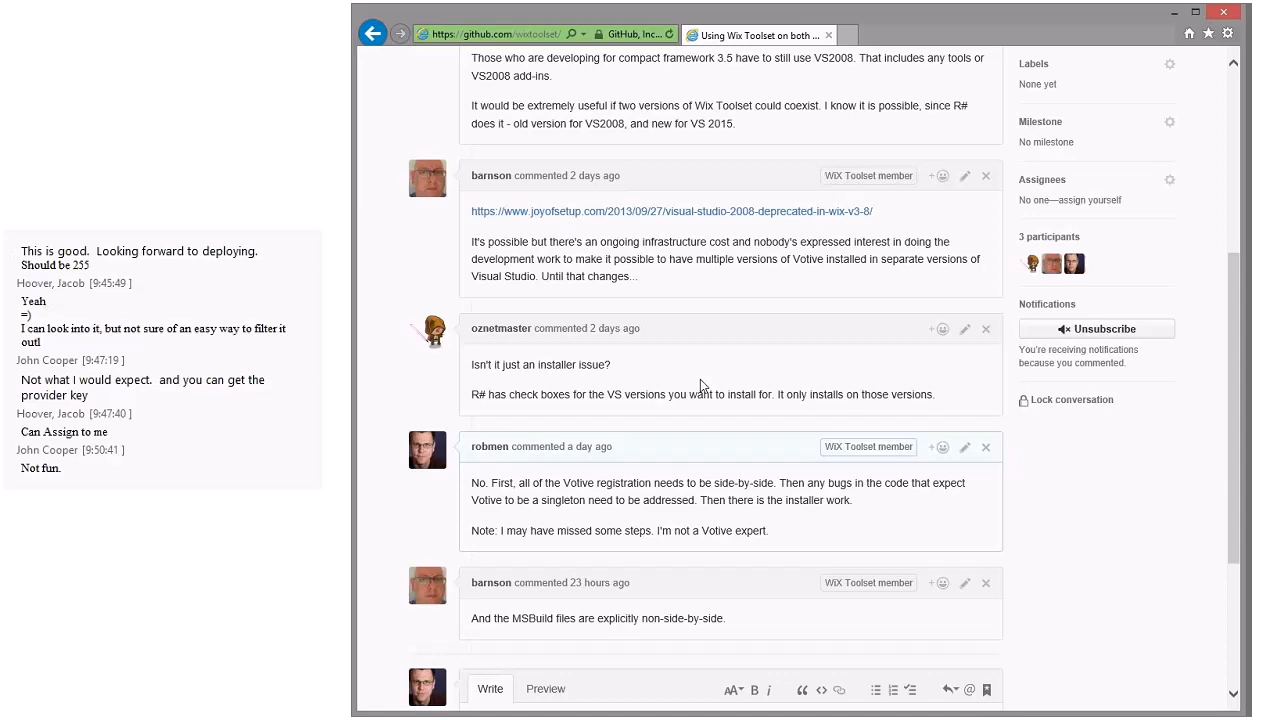 This is good.  Looking forward to deploying.
Should be 255
Hoover, Jacob [9:45:49 ]
Yeah
=)
I can look into it, but not sure of an easy way to filter it
outl
John Cooper [9:47:19 ]
Not what I would expect.  and you can get the
provider key
Hoover, Jacob [9:47:40 ]
Can Assign to me
John Cooper [9:50:41 ]
Not fun.
https://github.com/wixtoolset/
GitHub, Inc...
Using Wix Toolset on both ...
Those who are developing for compact framework 3.5 have to still use VS2008. That includes any tools or
VS2008 add-ins.
It would be extremely useful if two versions of Wix Toolset could coexist. I know it is possible, since R#
does it - old version for VS2008, and new for VS 2015.
barnson commented 2 days ago
WiX Toolset member
https://www.joyofsetup.com/2013/09/27/visual-studio-2008-deprecated-in-wix-v3-8/
It's possible but there's an ongoing infrastructure cost and nobody's expressed interest in doing the
development work to make it possible to have multiple versions of Votive installed in separate versions of
Visual Studio. Until that changes...
oznetmaster commented 2 days ago
Isn't it just an installer issue?
R# has check boxes for the VS versions you want to install for. It only installs on those versions.
robmen commented a day ago
WiX Toolset member
No. First, all of the Votive registration needs to be side-by-side. Then any bugs in the code that expect
Votive to be a singleton need to be addressed. Then there is the installer work.
Note: I may have missed some steps. I'm not a Votive expert.
barnson commented 23 hours ago
WiX Toolset member
And the MSBuild files are explicitly non-side-by-side.
Write
Preview
AA
B
i
@
Labels
None yet
Milestone
No milestone
Assignees
No one—assign yourself
3 participants
Notifications
Unsubscribe
You're receiving notifications
because you commented.
Lock conversation